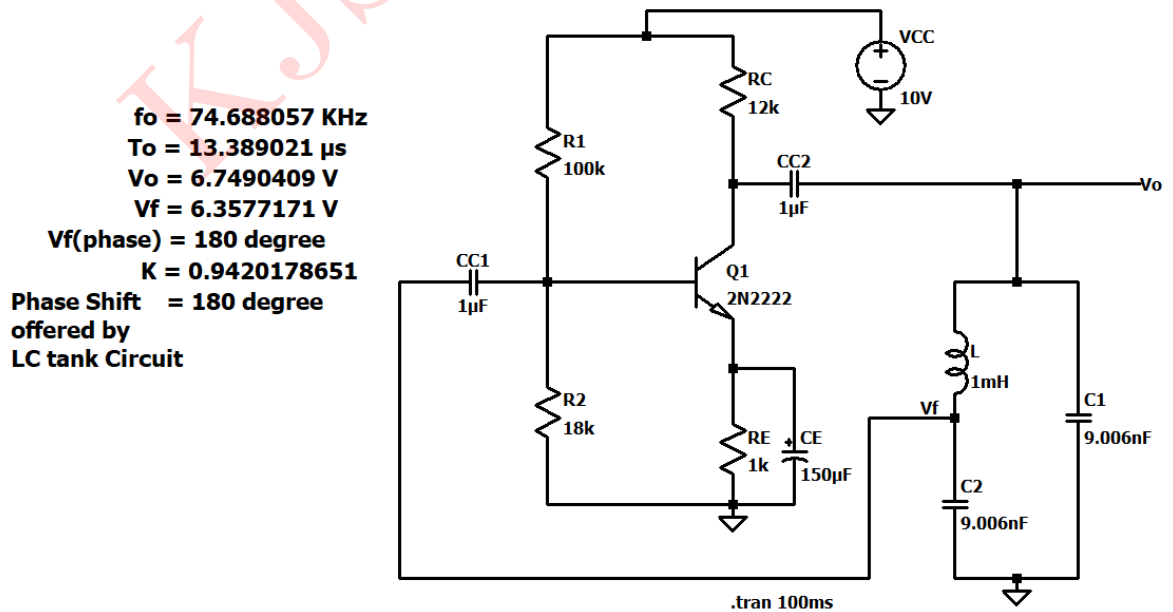 fo = 74.688057 KHz
To = 13.389021 µs
Vo = 6.7490409 V
Vf = 6.3577171 V
Vf(phase) = 180 degree
K = 0.9420178651
Phase Shift = 180 degree
offered by
LC tank Circuit
VCC
10V
RC
12k
R1
100k
CC2
1µF
Vo
CC1
1µF
Q1
2N2222
L
1mH
Vf
C1
9.006nF
R2
18k
RE
1k
CE
150µF
C2
9.006nF
.tran 100ms